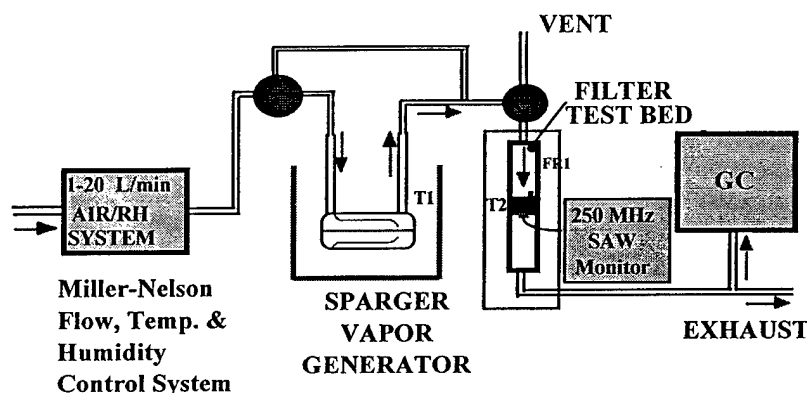 VENT
FILTER
TEST BED
1-20 L/min
AIR/RH
SYSTEM
T1
FR1
T2
250 MHz
SAW
Monitor
GC
Miller-Nelson
Flow, Temp. &
Humidity
Control System
SPARGER
VAPOR
GENERATOR
EXHAUST